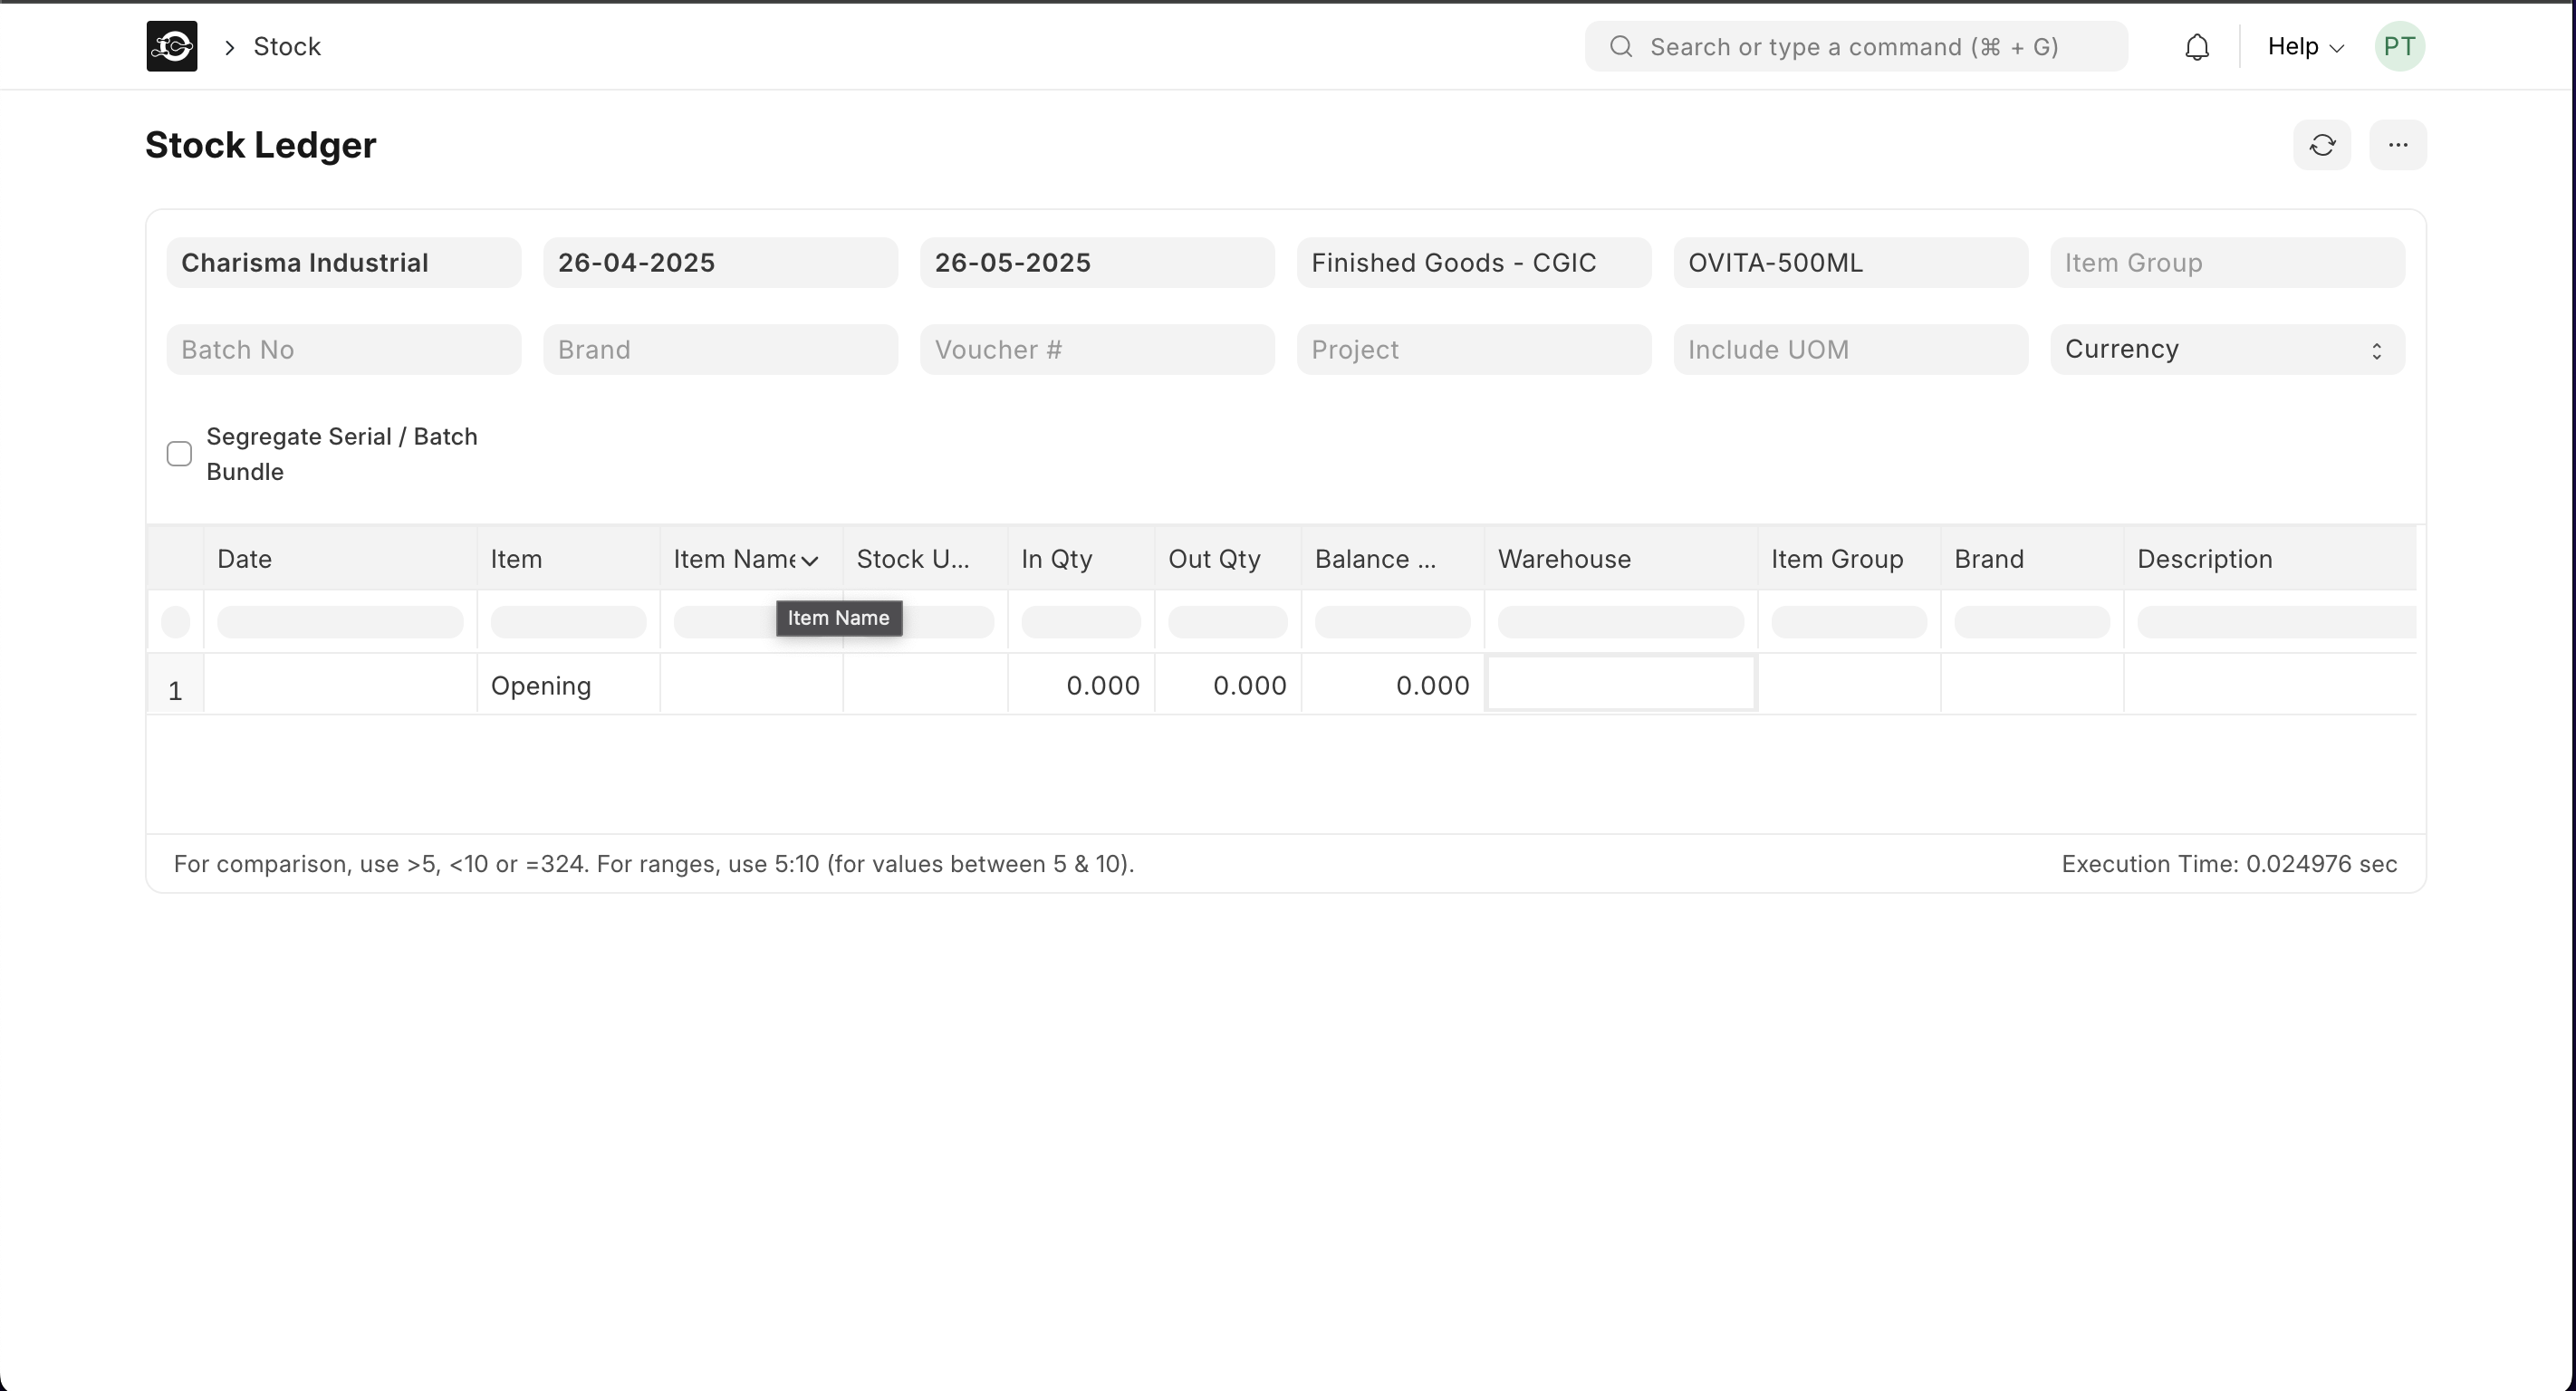 Stock
Search or type a command (⌘ + G)
Help
PT
Stock Ledger
Charisma Industrial
26-04-2025
26-05-2025
Finished Goods - CGIC
OVITA-500ML
Item Group
Batch No
Brand
Voucher #
Project
Include UOM
Currency
Segregate Serial / Batch
Bundle
Date
Item
Item Name
Stock U...
In Qty
Out Qty
Balance ...
Warehouse
Item Group
Brand
Description
Item Name
1
Opening
0.000
0.000
0.000
For comparison, use >5, <10 or =324. For ranges, use 5:10 (for values between 5 & 10).
Execution Time: 0.024976 sec